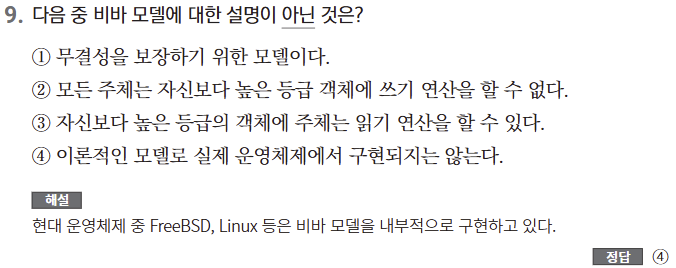 9. 다음 중 비바 모델에 대한 설명이 아닌 것은?
① 무결성을 보장하기 위한 모델이다.
② 모든 주체는 자신보다 높은 등급 객체에 쓰기 연산을 할 수 없다.
③ 자신보다 높은 등급의 객체에 주체는 읽기 연산을 할 수 있다.
④ 이론적인 모델로 실제 운영체제에서 구현되지는 않는다.
해설
현대 운영체제 중 FreeBSD, Linux 등은 비바 모델을 내부적으로 구현하고 있다.
정답 ④